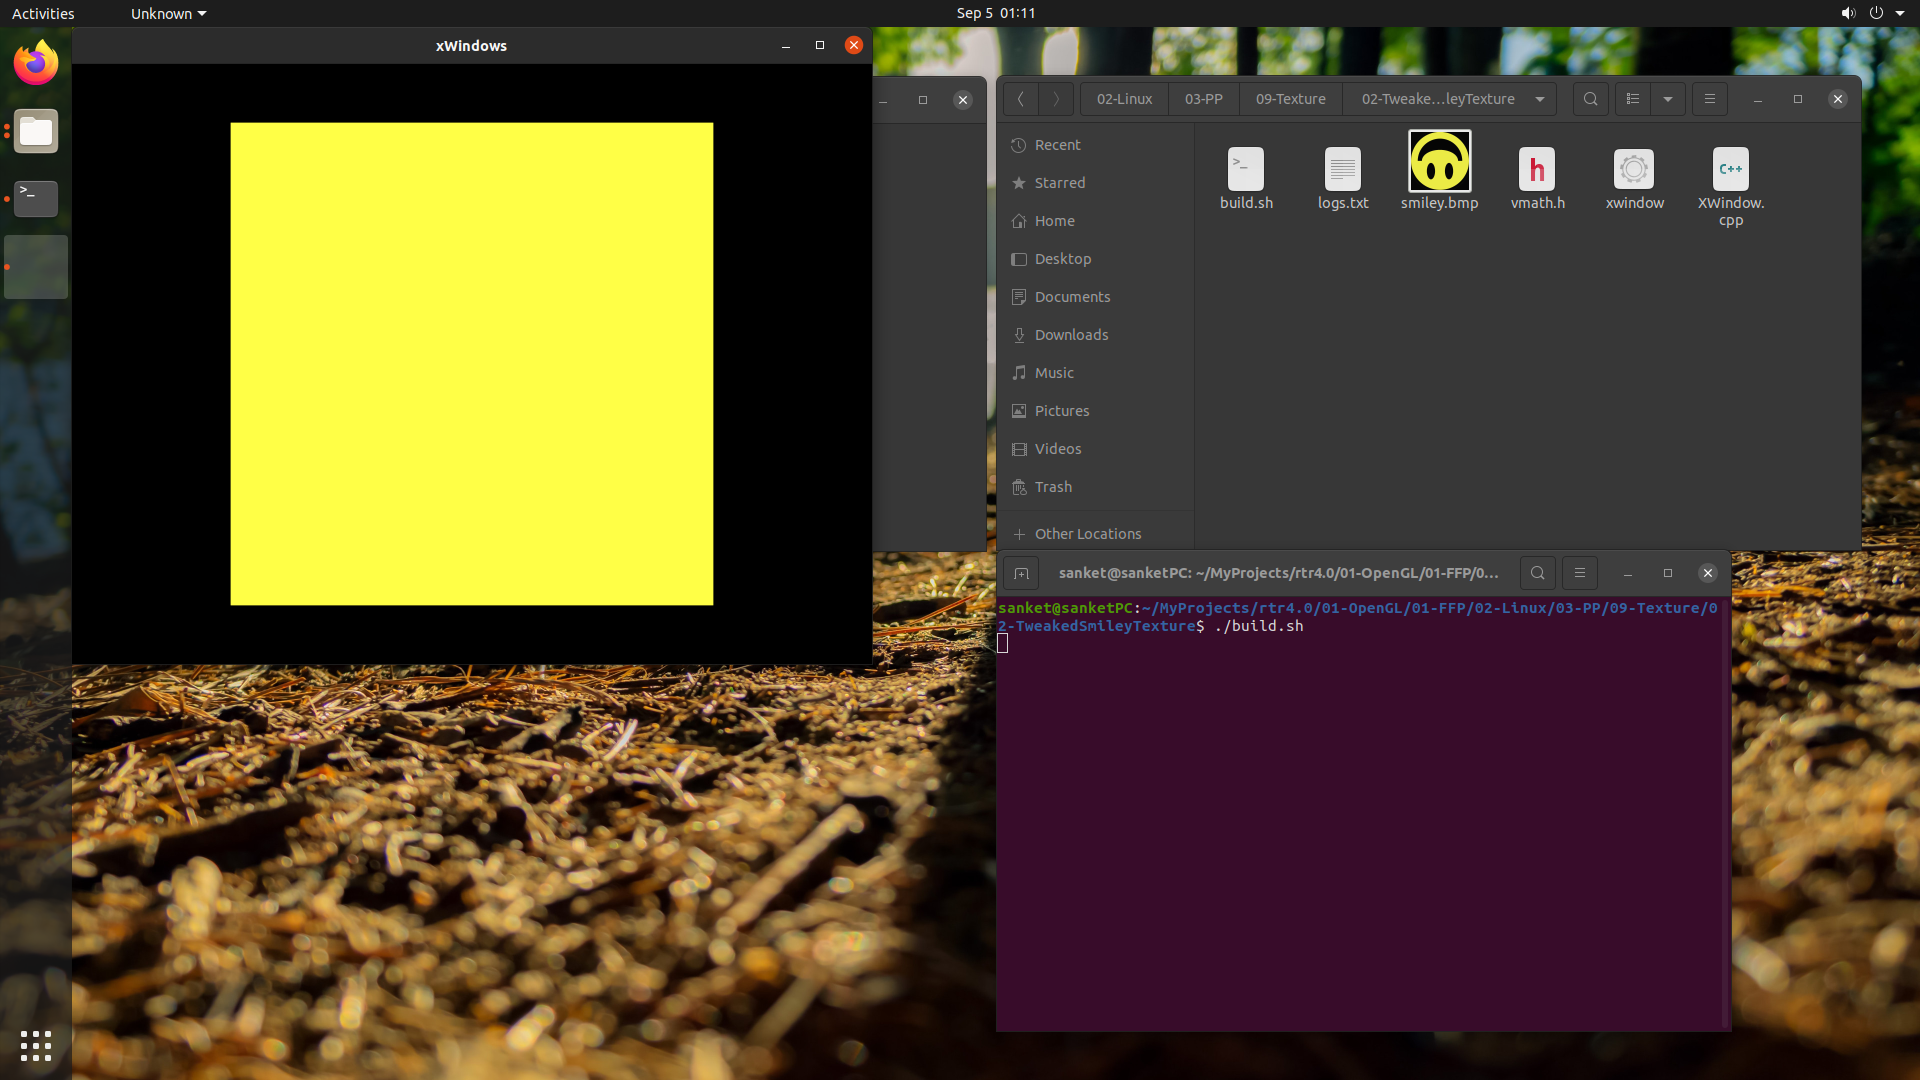 Activities
Unknown
Sep 5 01:11
xWindows
02-Linux
03-PP
09-Texture
02-Tweake...leyTexture
Recent
Starred
Home
Desktop
Documents
Downloads
Music
Pictures
Videos
Trash
Other Locations
>_
h
C++
build.sh
logs.txt
smiley.bmp
vmath.h
xwindow
XWindow.
cpp
>_
sanket@sanketPC: ~/MyProjects/rtr4.0/01-OpenGL/01-FFP/0...
sanket@sanketPC:~/MyProjects/rtr4.0/01-OpenGL/01-FFP/02-Linux/03-PP/09-Texture/0
2-TweakedSmileyTexture$ ./build.sh